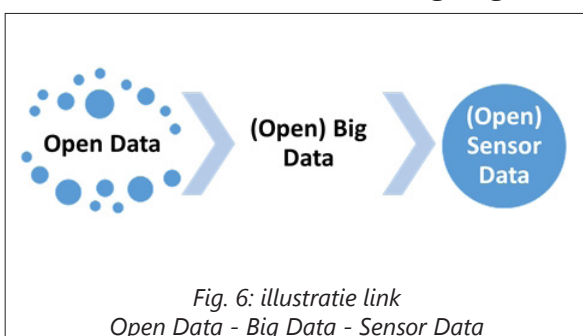 Open Data
(Open) Big
Data
(Open)
Sensor
Data
Fig. 6: illustratie link
Open Data - Big Data - Sensor Data